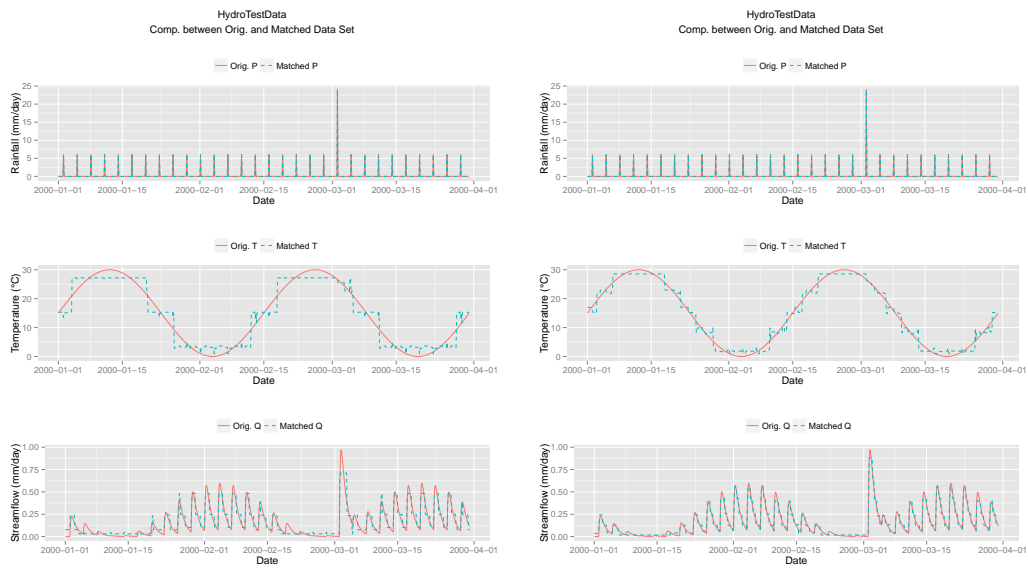 HydroTestData
Comp. between Orig. and Matched Data Set
Orig. P Matched P
Rainfall (mm/day)
25
20
15
10
5
0
2000−01−01 2000−01−15 2000−02−01 2000−02−15 2000−03−01 2000−03−15 2000−04−01
Date
Orig. T Matched T
Temperature (°C)
30
20
10
0
2000−01−01 2000−01−15 2000−02−01 2000−02−15 2000−03−01 2000−03−15 2000−04−01
Date
Orig. Q Matched Q
Streamflow (mm/day)
1.00
0.75
0.50
0.25
0.00
2000−01−01 2000−01−15 2000−02−01 2000−02−15 2000−03−01 2000−03−15 2000−04−01
Date
HydroTestData
Comp. between Orig. and Matched Data Set
Orig. P Matched P
Rainfall (mm/day)
25
20
15
10
5
0
2000−01−01 2000−01−15 2000−02−01 2000−02−15 2000−03−01 2000−03−15 2000−04−01
Date
Orig. T Matched T
Temperature (°C)
30
20
10
0
2000−01−01 2000−01−15 2000−02−01 2000−02−15 2000−03−01 2000−03−15 2000−04−01
Date
Orig. Q Matched Q
Streamflow (mm/day)
1.00
0.75
0.50
0.25
0.00
2000−01−01 2000−01−15 2000−02−01 2000−02−15 2000−03−01 2000−03−15 2000−04−01
Date